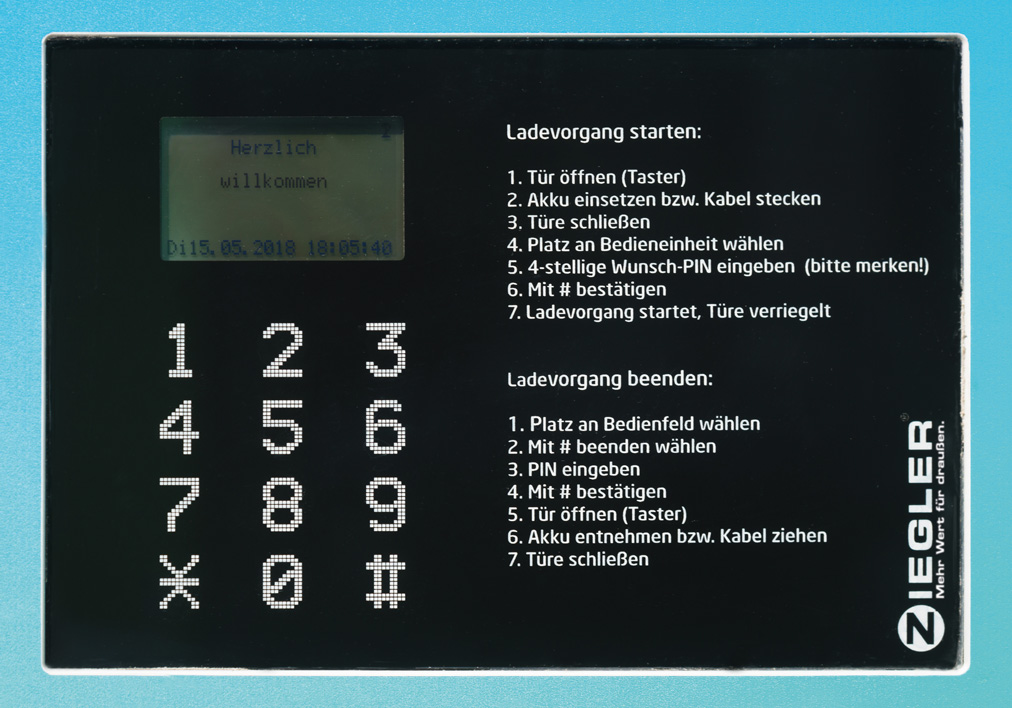 Herzlich
willkommen
Di15.05.2018 18:05:40
1 2 3
4 5 6
7 8 9
* 0 #
Ladevorgang starten:
1. Tür öffnen (Taster)
2. Akku einsetzen bzw. Kabel stecken
3. Türe schließen
4. Platz an Bedieneinheit wählen
5. 4-stellige Wunsch-PIN eingeben (bitte merken!)
6. Mit # bestätigen
7. Ladevorgang startet, Türe verriegelt
Ladevorgang beenden:
1. Platz an Bedienfeld wählen
2. Mit # beenden wählen
3. PIN eingeben
4. Mit # bestätigen
5. Tür öffnen (Taster)
6. Akku entnehmen bzw. Kabel ziehen
7. Türe schließen
ZIEGLER®
Mehr Wert für draußen.